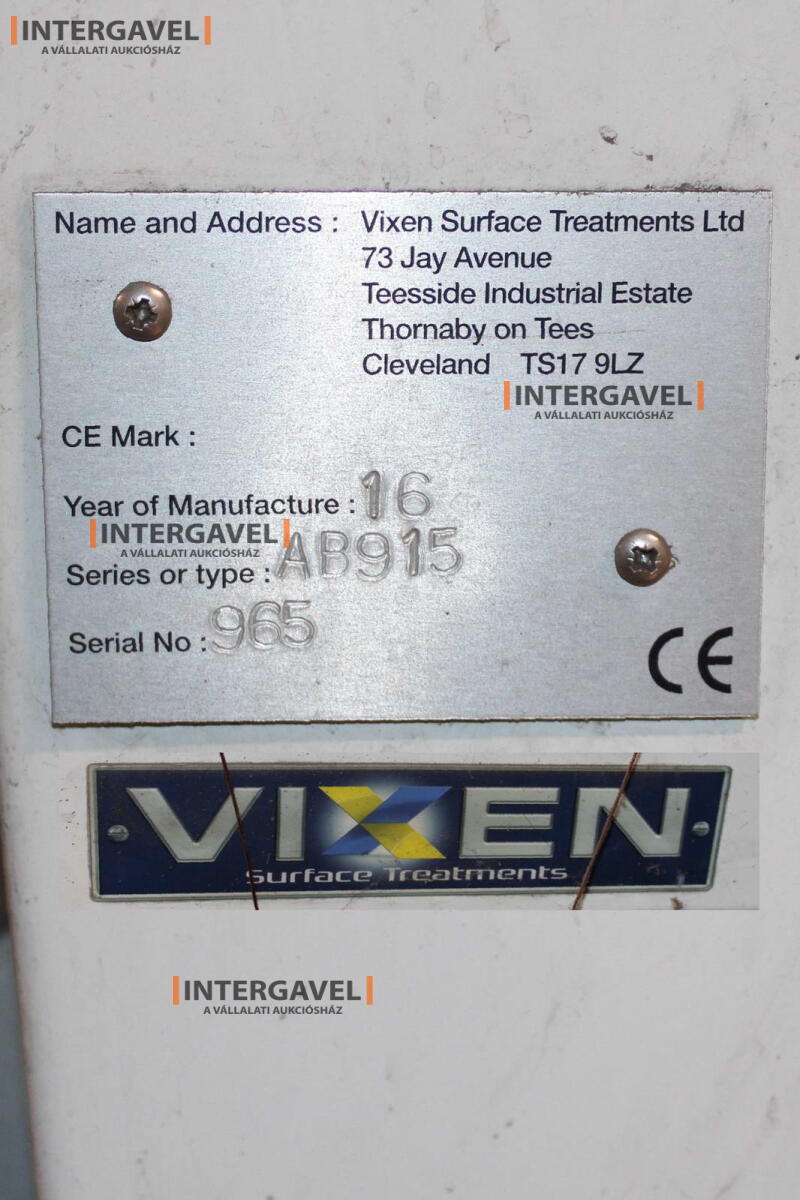 INTERGAVEL
A VÁLLALATI AUKCIÓSHÁZ
Name and Address : Vixen Surface Treatments Ltd
73 Jay Avenue
Teesside Industrial Estate
Thornaby on Tees
Cleveland TS17 9LZ
INTERGAVEL
A VÁLLALATI AUKCIÓSHÁZ
CE Mark :
Year of Manufacture : 16
INTERGAVEL
A VÁLLALATI AUKCIÓSHÁZ
Series or type : AB915
Serial No : 965
CE
VIXEN
Surface Treatments
INTERGAVEL
A VÁLLALATI AUKCIÓSHÁZ